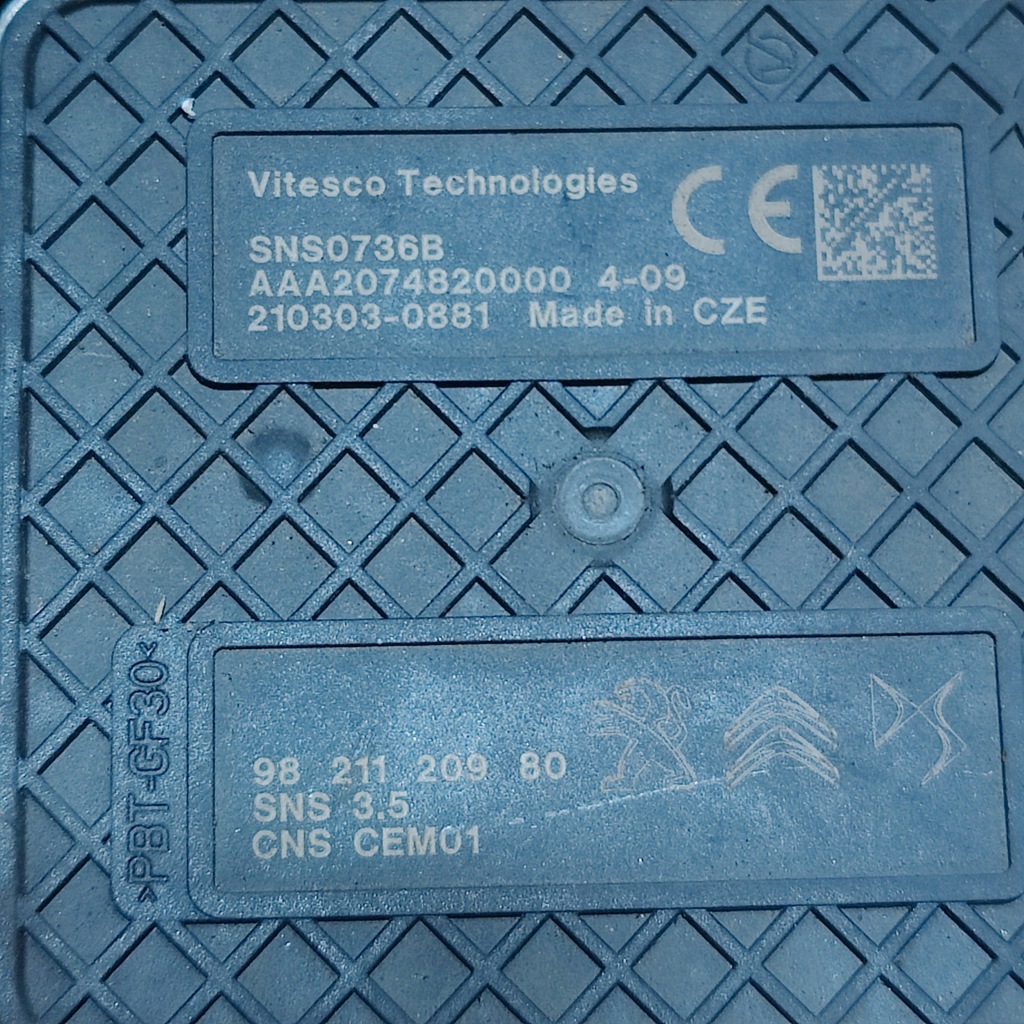 Vitesco Technologies
CE
SNS0736B
AAA2074820000 4-09
210303-0881 Made in CZE
>PBT-GF30<
98 211 209 80
SNS 3.5
CNS CEM01